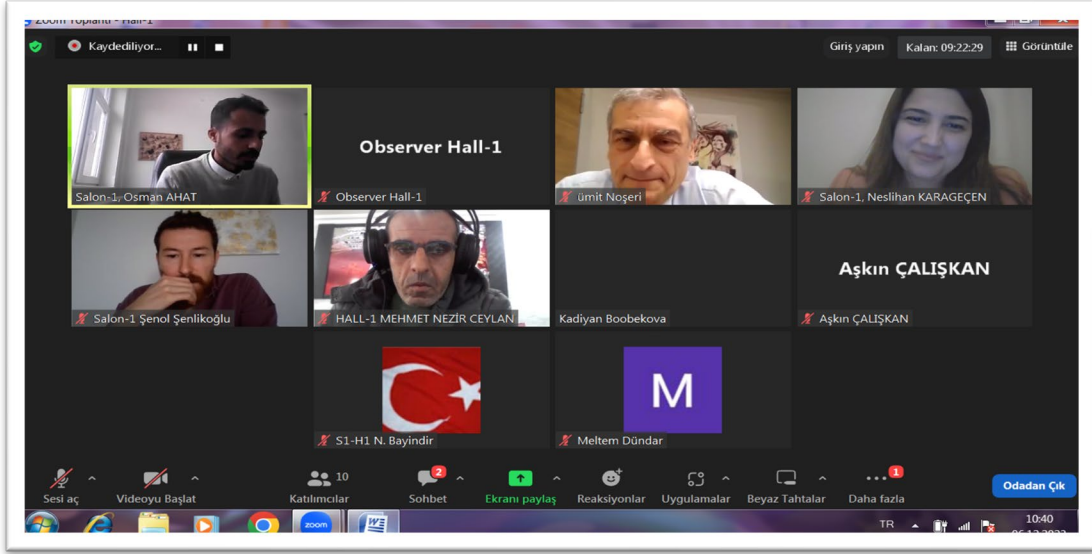 Zoom Toplantı - Hall-1
Kaydediliyor...
Giriş yapın
Kalan: 09:22:29
Görüntüle
Salon-1, Osman AHAT
Observer Hall-1
Observer Hall-1
ümit Noşeri
Salon-1, Neslihan KARAGEÇEN
Salon-1 Şenol Şenlikoğlu
HALL-1 MEHMET NEZİR CEYLAN
Kadiyan Boobekova
Aşkın ÇALIŞKAN
Aşkın ÇALIŞKAN
S1-H1 N. Bayindir
M
Meltem Dündar
Sesi aç
Videoyu Başlat
10
Katılımcılar
2
Sohbet
Ekranı paylaş
Reaksiyonlar
Uygulamalar
Beyaz Tahtalar
1
Daha fazla
Odadan Çık
zoom
W
TR
10:40